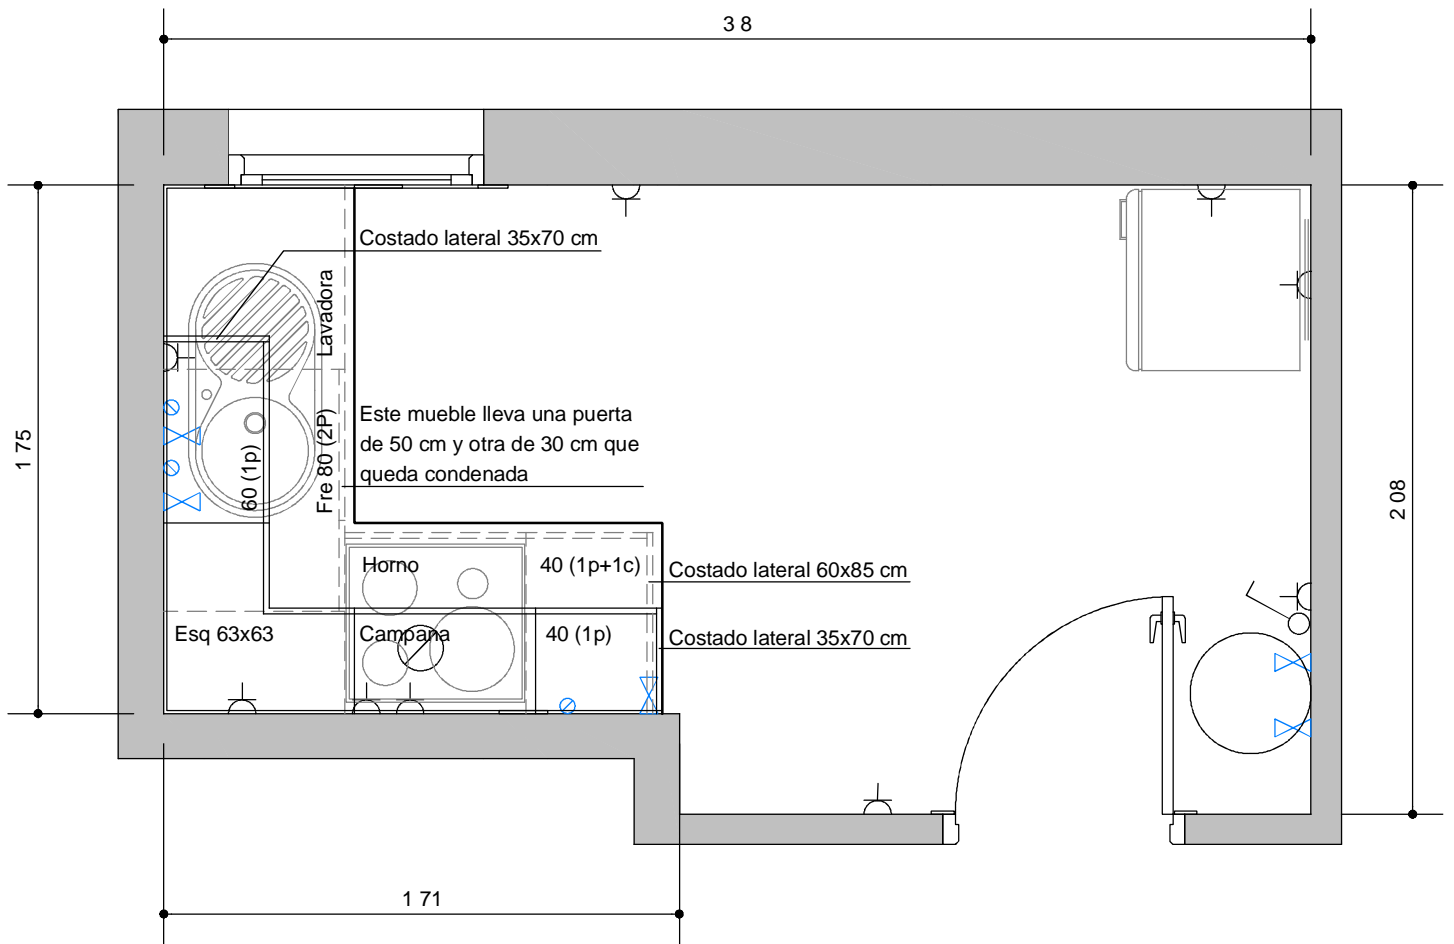 3 8
Costado lateral 35x70 cm
Lavadora
Este mueble lleva una puerta
de 50 cm y otra de 30 cm que
queda condenada
Fre 80 (2P)
60 (1p)
1 75
2 08
Horno
40 (1p+1c)
Costado lateral 60x85 cm
Esq 63x63
Campana
40 (1p)
Costado lateral 35x70 cm
1 71